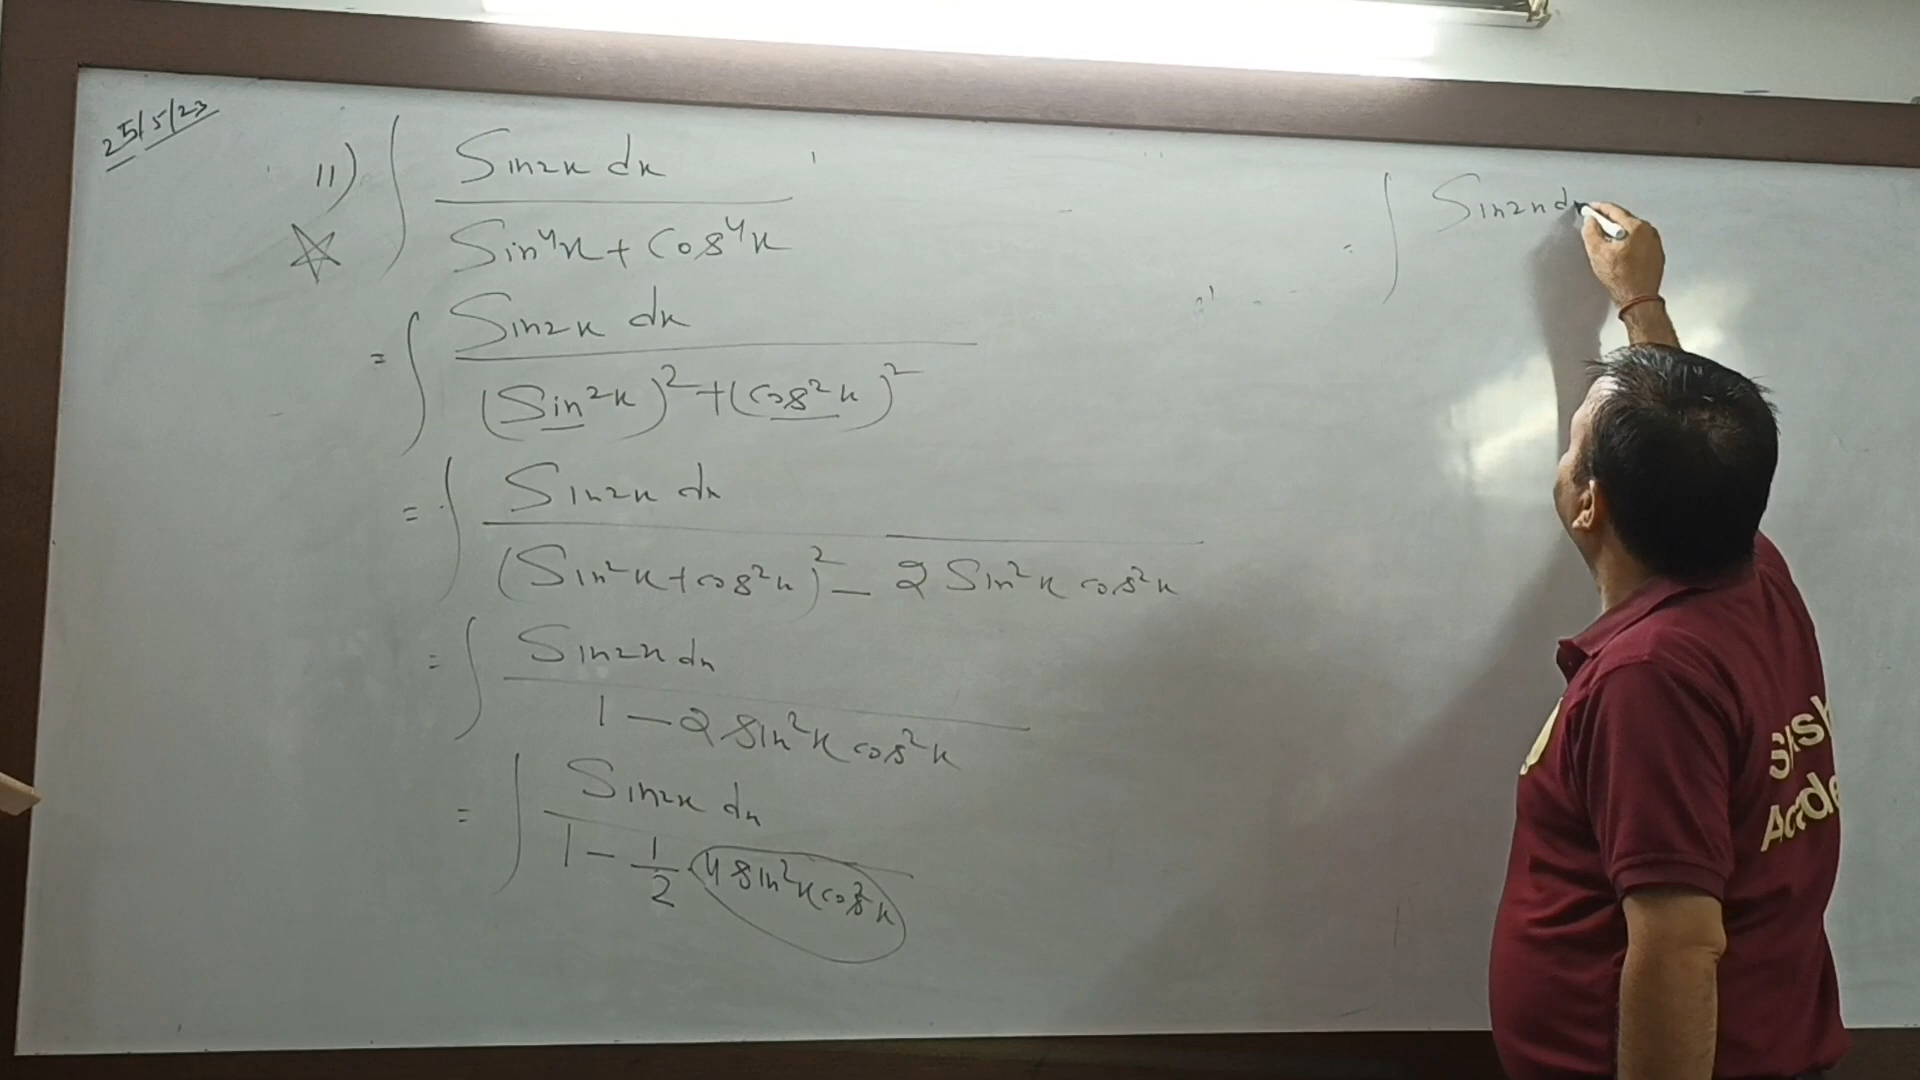 25/5/23
11) ∫ Sin2x dx / Sin⁴x + Cos⁴x
= ∫ Sin2x dx / (Sin²x)² + (Cos²x)²
= ∫ Sin2x dx / (Sin²x + cos²x)² - 2 Sin²x cos²x
= ∫ Sin2x dx / 1 - 2 Sin²x cos²x
= ∫ Sin2x dx / 1 - 1/2 · 4 Sin²x cos²x
= ∫ Sin2x d